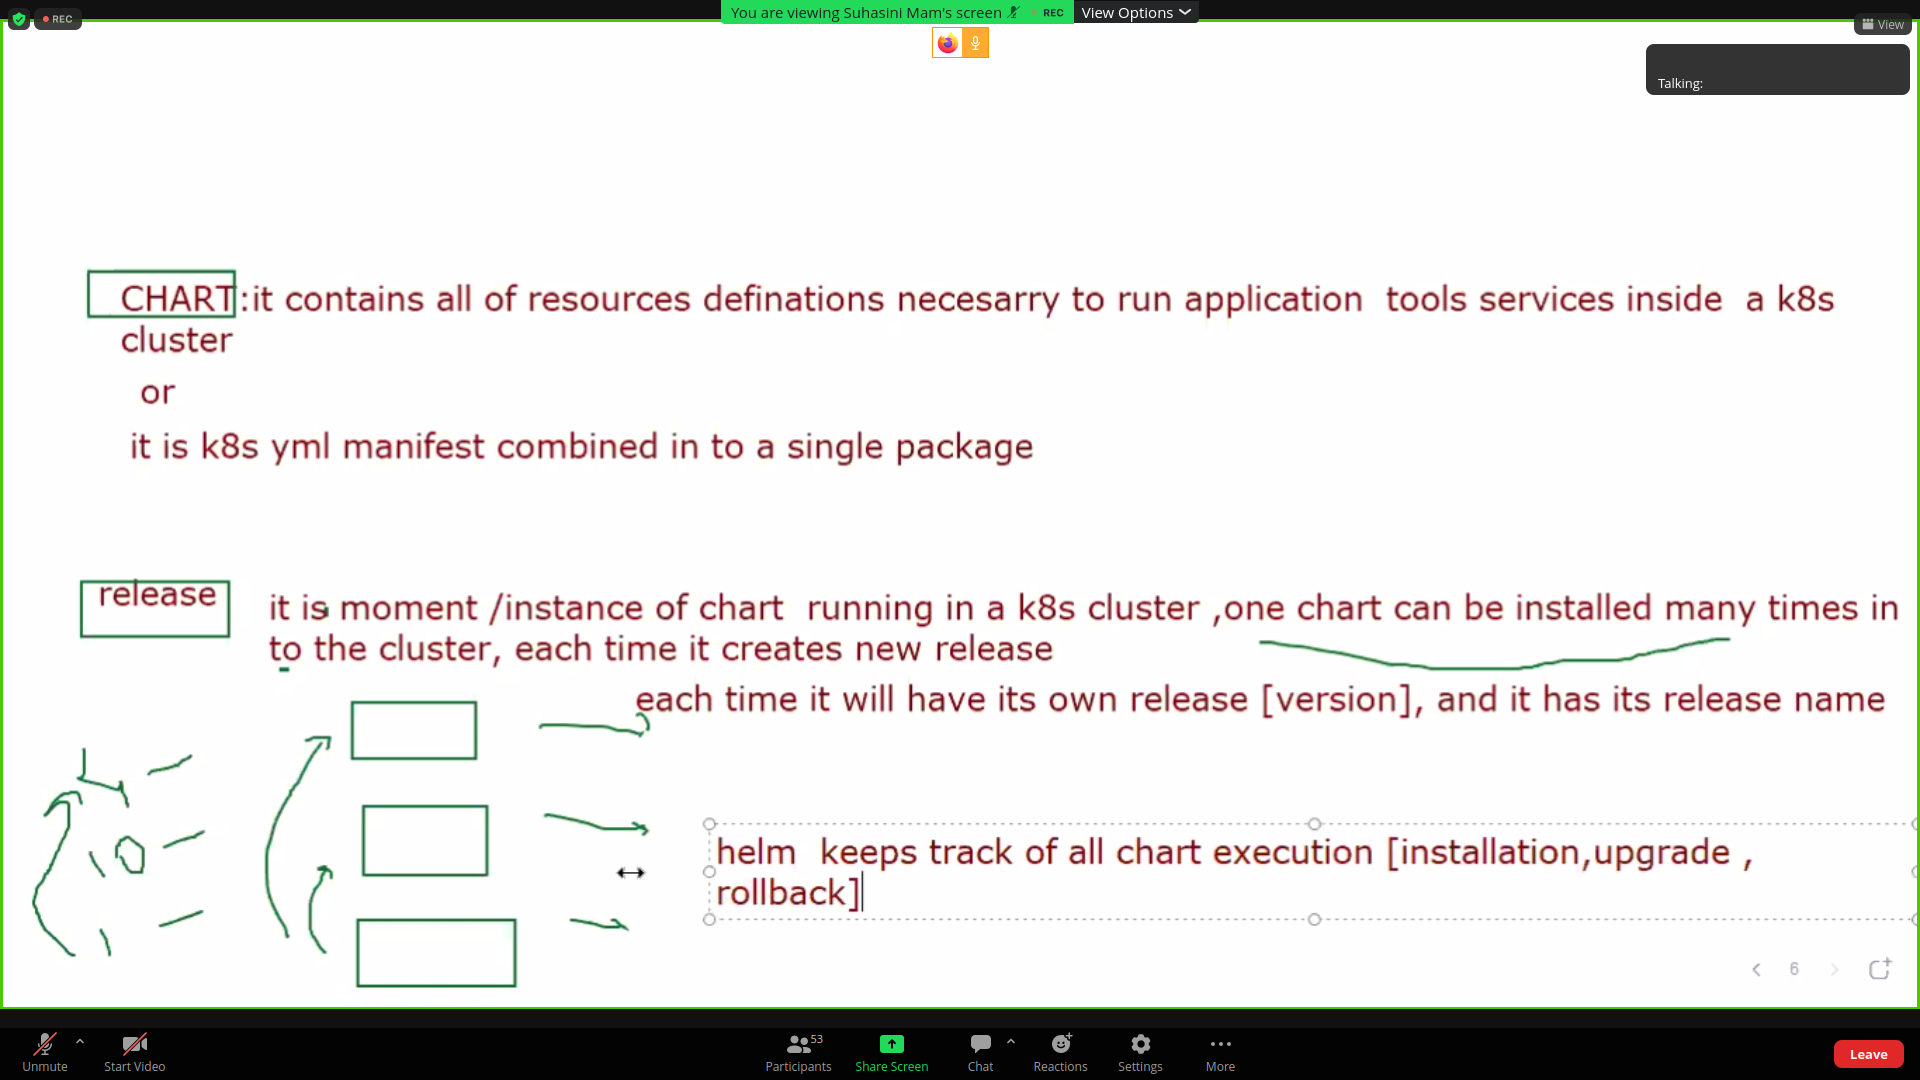 REC
You are viewing Suhasini Mam's screen
REC
View Options
View
Talking:
CHART:it contains all of resources definations necesarry to run application tools services inside a k8s
cluster
or
it is k8s yml manifest combined in to a single package
release
it is moment /instance of chart running in a k8s cluster ,one chart can be installed many times in
to the cluster, each time it creates new release
each time it will have its own release [version], and it has its release name
4 -
10 -
1 -
helm keeps track of all chart execution [installation,upgrade ,
rollback]
6
Unmute
Start Video
53
Participants
Share Screen
Chat
Reactions
Settings
More
Leave